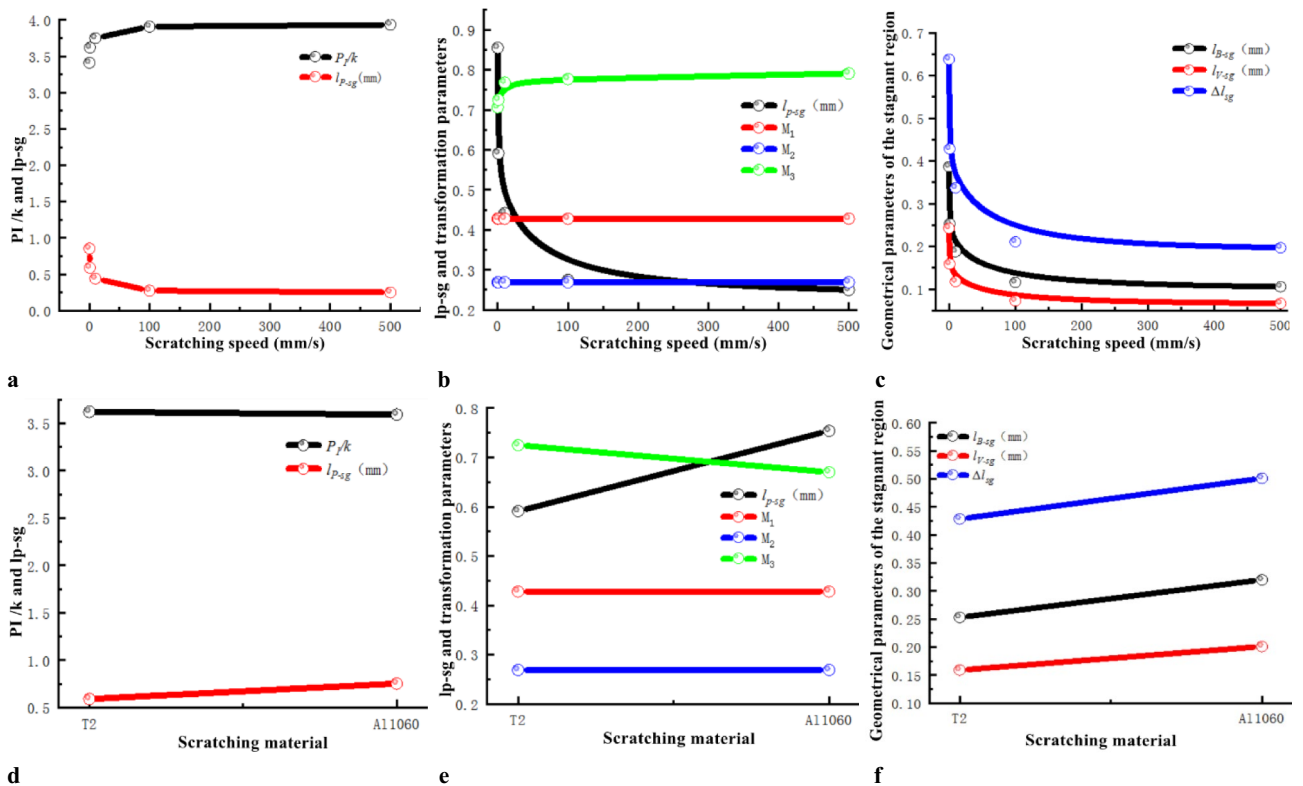 PI /k and lp-sg
4.0
3.5
3.0
2.5
2.0
1.5
1.0
0.5
0.0
P_I/k
l_P-sg(mm)
0 100 200 300 400 500
Scratching speed (mm/s)
a
lp-sg and transformation parameters
0.9
0.8
0.7
0.6
0.5
0.4
0.3
0.2
l_p-sg (mm)
M_1
M_2
M_3
0 100 200 300 400 500
Scratching speed (mm/s)
b
Geometrical parameters of the stagnant region
0.7
0.6
0.5
0.4
0.3
0.2
0.1
l_B-sg (mm)
l_V-sg (mm)
Δl_sg
0 100 200 300 400 500
Scratching speed (mm/s)
c
PI /k and lp-sg
3.5
3.0
2.5
2.0
1.5
1.0
0.5
P_I/k
l_P-sg (mm)
T2 Al1060
Scratching material
d
lp-sg and transformation parameters
0.8
0.7
0.6
0.5
0.4
0.3
0.2
l_p-sg (mm)
M_1
M_2
M_3
T2 Al1060
Scratching material
e
Geometrical parameters of the stagnant region
0.60
0.55
0.50
0.45
0.40
0.35
0.30
0.25
0.20
0.15
0.10
l_B-sg (mm)
l_V-sg (mm)
Δl_sg
T2 Al1060
Scratching material
f